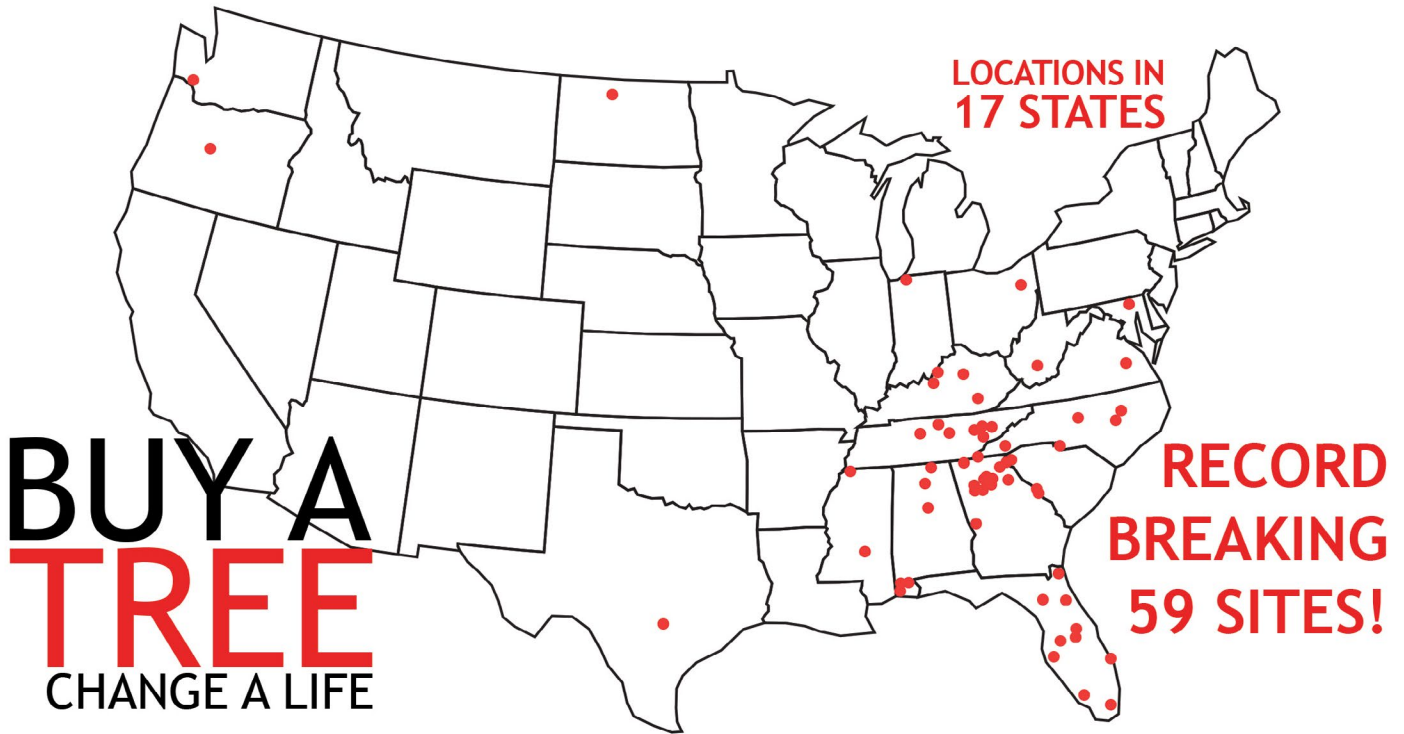 LOCATIONS IN
17 STATES
BUY A
TREE
CHANGE A LIFE
RECORD
BREAKING
59 SITES!